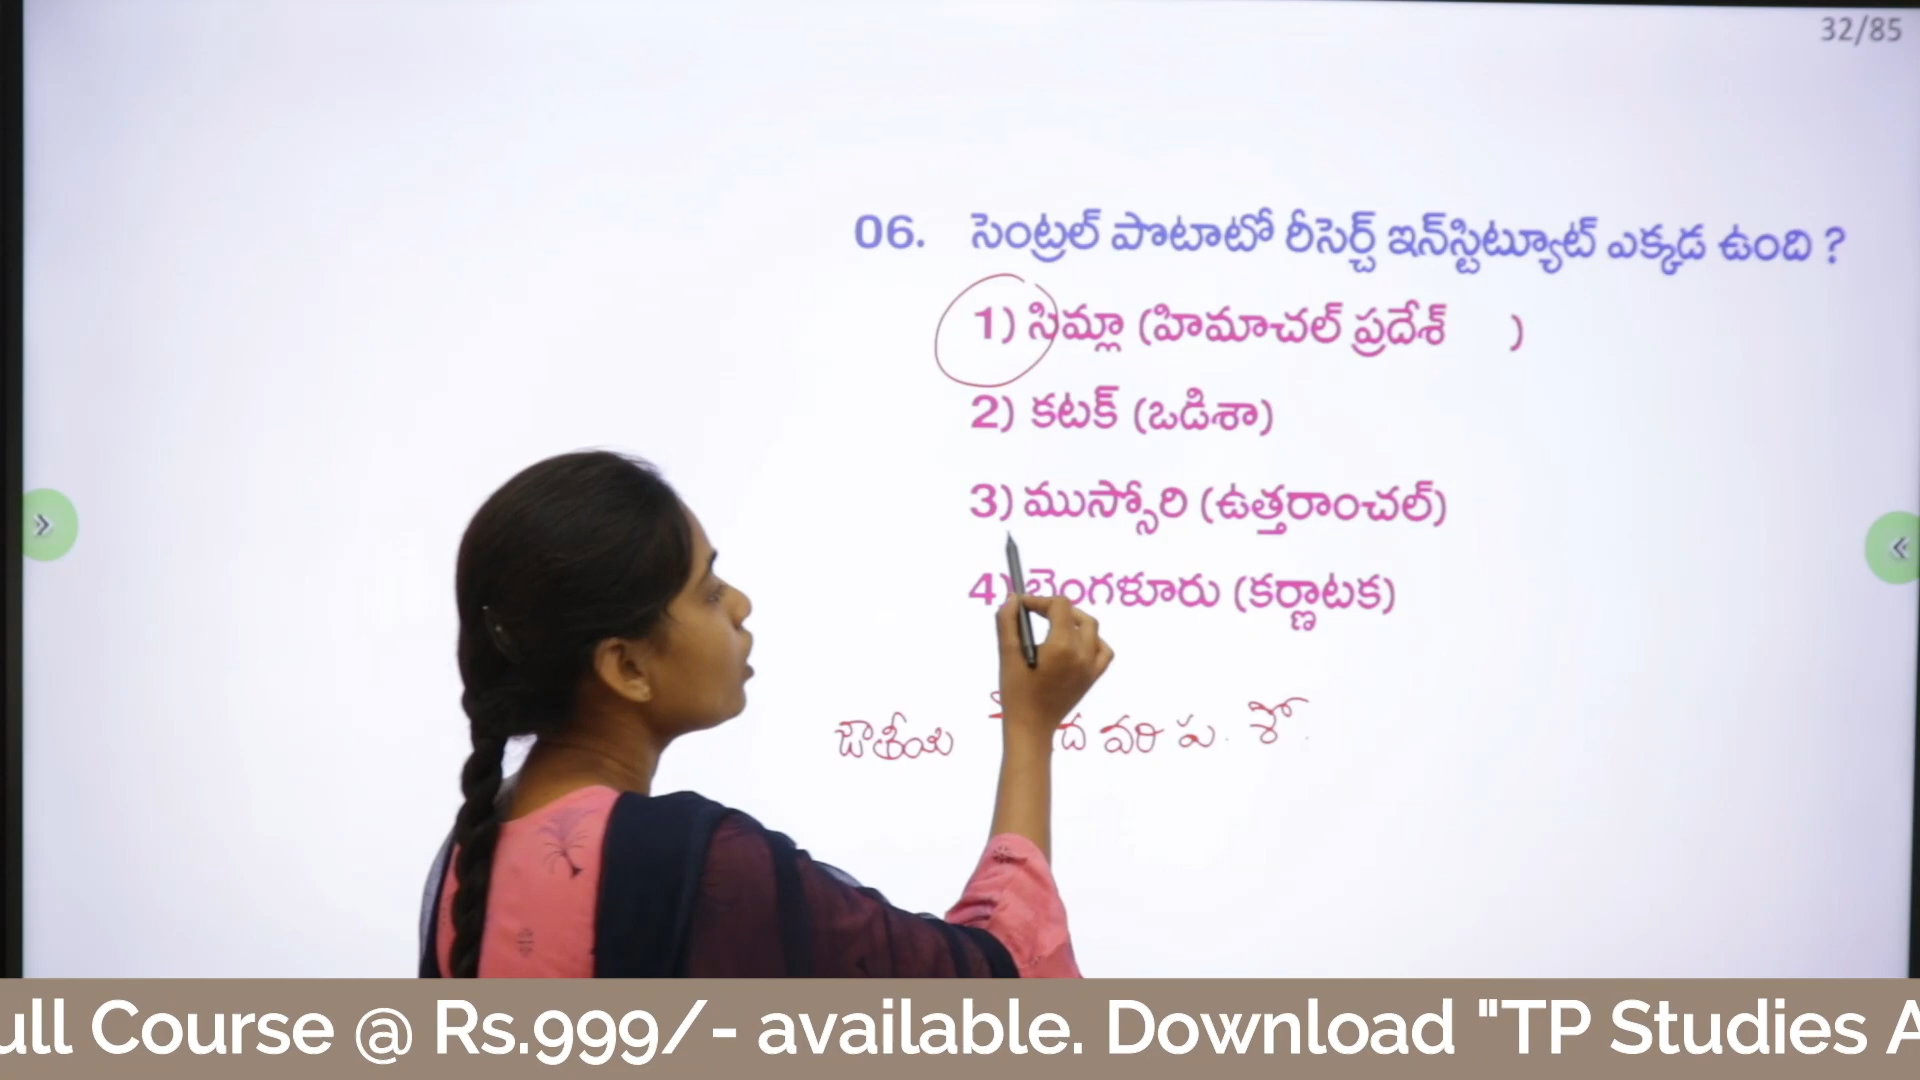 32/85
06. సెంట్రల్ పొటాటో రీసెర్చ్ ఇన్‌స్టిట్యూట్ ఎక్కడ ఉంది ?
1) సిమ్లా (హిమాచల్ ప్రదేశ్ )
2) కటక్ (ఒడిశా)
3) ముస్సోరి (ఉత్తరాంచల్)
4) బెంగళూరు (కర్ణాటక)
జాతీయ వరి ప. శో.
ull Course @ Rs.999/- available. Download "TP Studies A